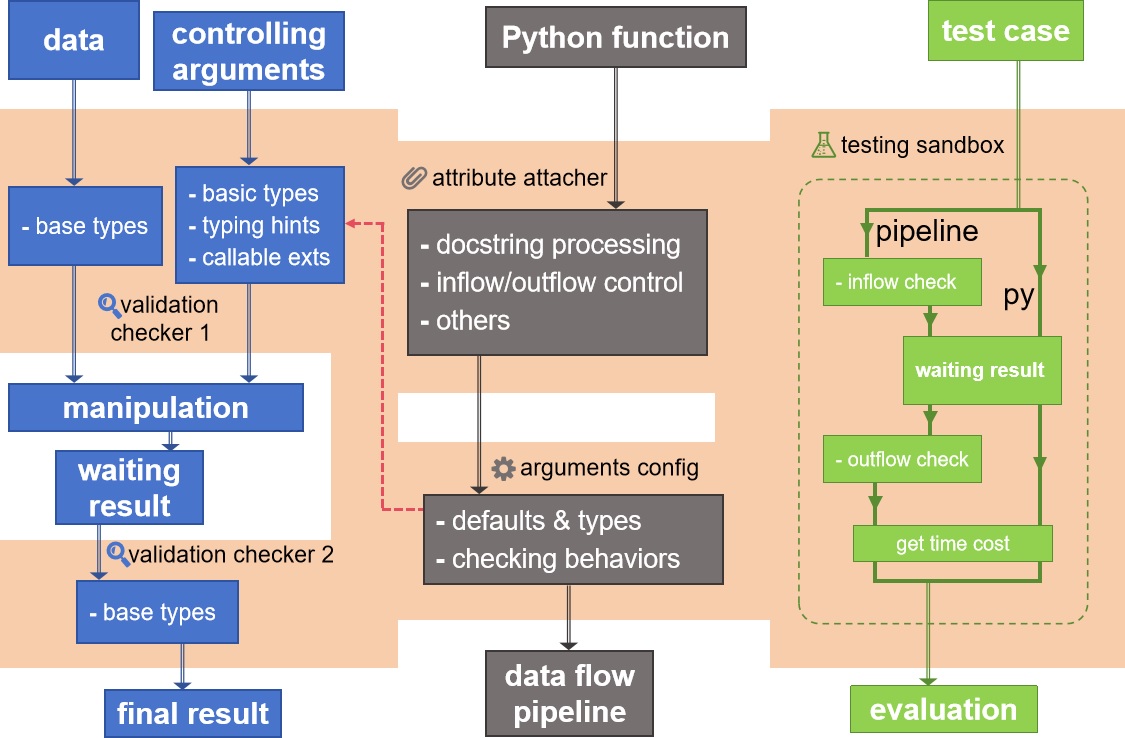 data
controlling
arguments
- base types
- basic types
- typing hints
- callable exts
validation
checker 1
manipulation
waiting
result
validation checker 2
- base types
final result
Python function
attribute attacher
- docstring processing
- inflow/outflow control
- others
arguments config
- defaults & types
- checking behaviors
data flow
pipeline
test case
testing sandbox
pipeline
- inflow check
py
waiting result
- outflow check
get time cost
evaluation